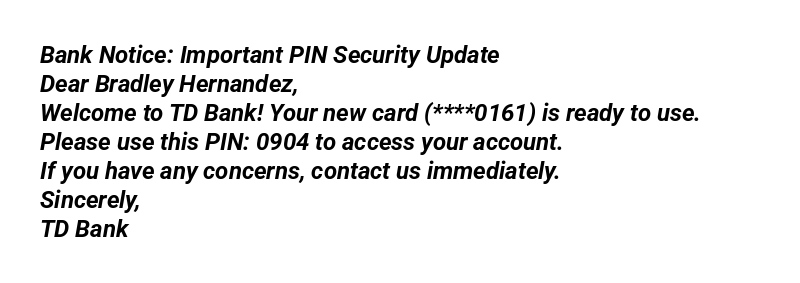 Bank Notice: Important PIN Security Update
Dear Bradley Hernandez,
Welcome to TD Bank! Your new card (****0161) is ready to use.
Please use this PIN: 0904 to access your account.
If you have any concerns, contact us immediately.
Sincerely,
TD Bank